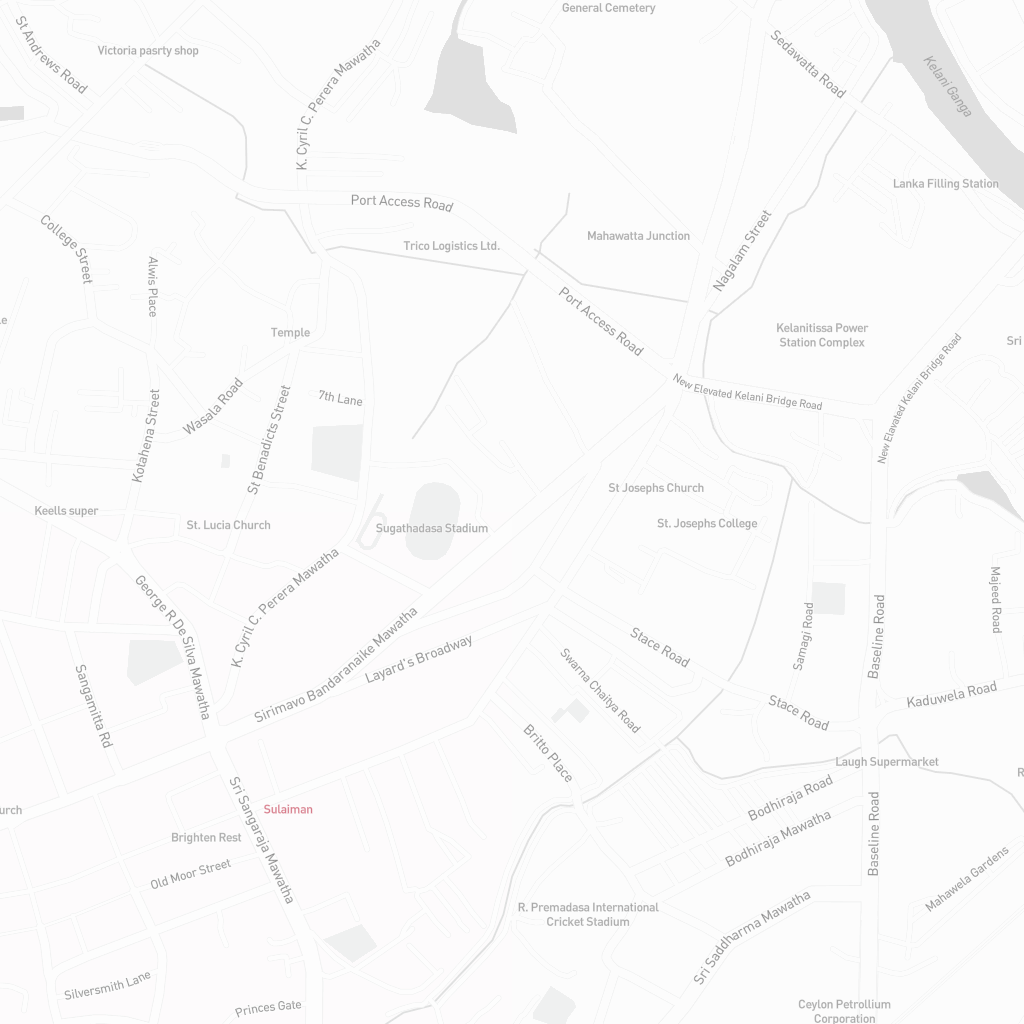 General Cemetery
St Andrews Road
Victoria pasrty shop
K. Cyril C. Perera Mawatha
Sedawatta Road
Kelani Ganga
Lanka Filling Station
Port Access Road
College Street
Trico Logistics Ltd.
Mahawatta Junction
Nagalam Street
Alwis Place
Port Access Road
Temple
Kelanitissa Power
Station Complex
Sri
New Elavated Kelani Bridge Road
7th Lane
Wasala Road
New Elevated Kelani Bridge Road
Kotahena Street
St Benadicts Street
St Josephs Church
Keells super
St. Lucia Church
Sugathadasa Stadium
St. Josephs College
George R De Silva Mawatha
K. Cyril C. Perera Mawatha
Majeed Road
Samagi Road
Baseline Road
Sirimavo Bandaranaike Mawatha
Layard's Broadway
Stace Road
Swarna Chaitya Road
Sangamitta Rd
Kaduwela Road
Stace Road
Britto Place
Laugh Supermarket
Sri Sangaraja Mawatha
Sulaiman
Bodhiraja Road
Brighten Rest
Bodhiraja Mawatha
Baseline Road
Old Moor Street
Mahawela Gardens
R. Premadasa International
Cricket Stadium
Sri Saddharma Mawatha
Silversmith Lane
Princes Gate
Ceylon Petrollium
Corporation